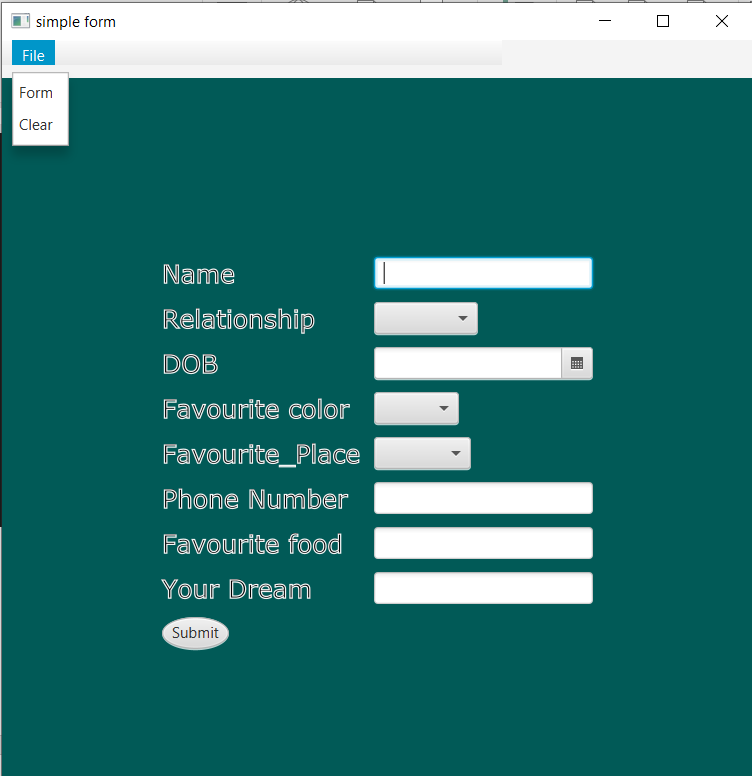 simple form
File
Form
Clear
Name
Relationship
DOB
Favourite color
Favourite_Place
Phone Number
Favourite food
Your Dream
Submit